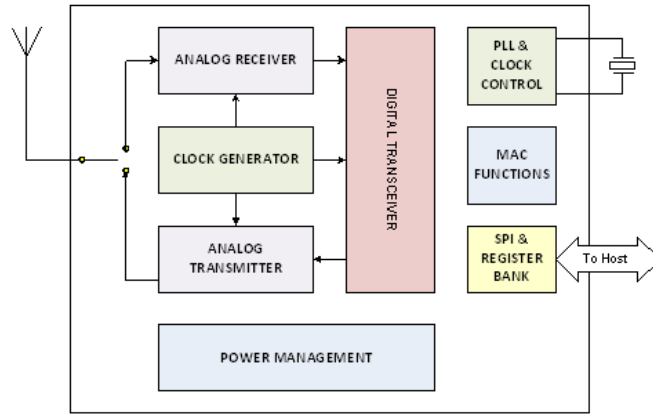 ANALOG RECEIVER
PLL &
CLOCK
CONTROL
DIGITAL TRANSCEIVER
CLOCK GENERATOR
MAC
FUNCTIONS
ANALOG
TRANSMITTER
SPI &
REGISTER
BANK
To Host
POWER MANAGEMENT